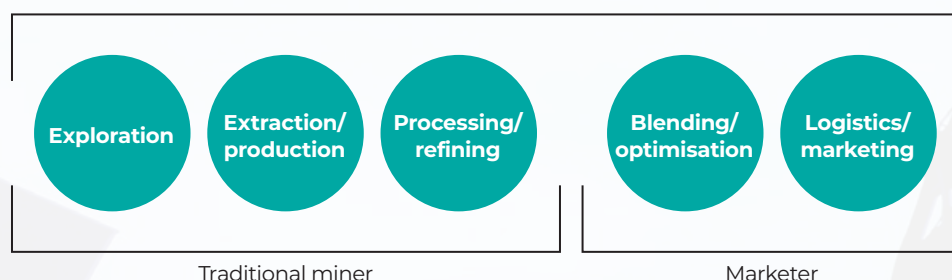 Exploration
Extraction/
production
Processing/
refining
Blending/
optimisation
Logistics/
marketing
Traditional miner
Marketer